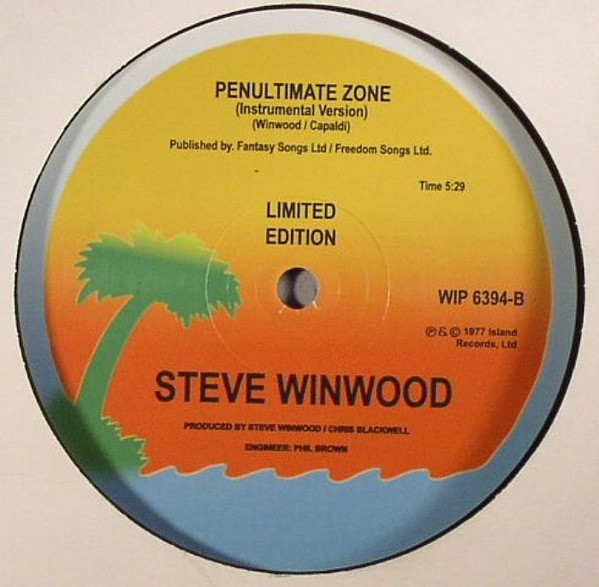 PENULTIMATE ZONE
(Instrumental Version)
(Winwood / Capaldi)
Published by. Fantasy Songs Ltd / Freedom Songs Ltd.
Time 5:29
LIMITED
EDITION
WIP 6394-B
℗ & © 1977 Island
Records, Ltd
STEVE WINWOOD
PRODUCED BY STEVE WINWOOD / CHRIS BLACKWELL
ENGINEER: PHIL BROWN